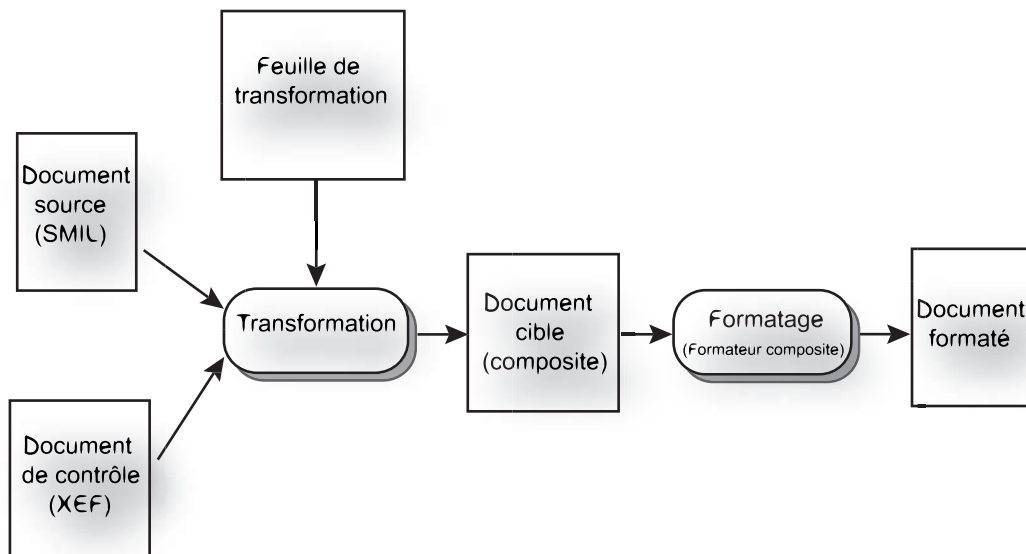 Feuille de
transformation
Document
source
(SMIL)
Transformation
Document
de contrôle
(XEF)
Document
cible
(composite)
Formatage
(Formateur composite)
Document
formaté